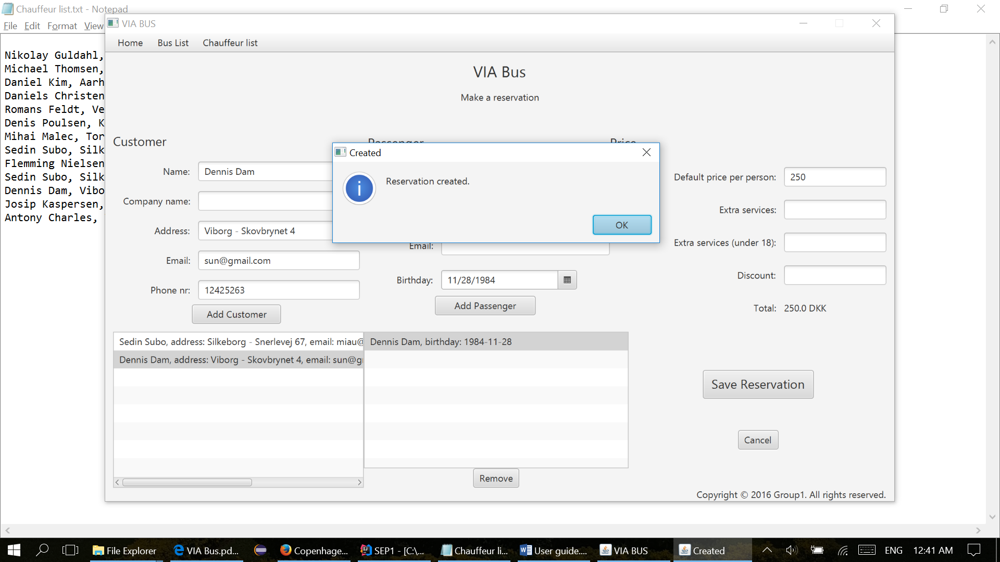 Chauffeur list.txt - Notepad
File Edit Format View
Nikolay Guldahl,
Michael Thomsen,
Daniel Kim, Aarh
Daniels Christen
Romans Feldt, Ve
Denis Poulsen, K
Mihai Malec, Tor
Sedin Subo, Silk
Flemming Nielsen
Sedin Subo, Silk
Dennis Dam, Vibo
Josip Kaspersen,
Antony Charles,
VIA BUS
Home Bus List Chauffeur list
VIA Bus
Make a reservation
Customer
Name: Dennis Dam
Company name:
Address: Viborg - Skovbrynet 4
Email: sun@gmail.com
Phone nr: 12425263
Add Customer
Sedin Subo, address: Silkeborg - Snerlevej 67, email: miau@
Dennis Dam, address: Viborg - Skovbrynet 4, email: sun@g
Passenger
Email:
Birthday: 11/28/1984
Add Passenger
Dennis Dam, birthday: 1984-11-28
Remove
Price
Default price per person: 250
Extra services:
Extra services (under 18):
Discount:
Total: 250.0 DKK
Save Reservation
Cancel
Copyright © 2016 Group1. All rights reserved.
Created
Reservation created.
OK
File Explorer
VIA Bus.pd...
Copenhage...
SEP1 - [C:\...
Chauffeur li...
User guide....
VIA BUS
Created
ENG
12:41 AM